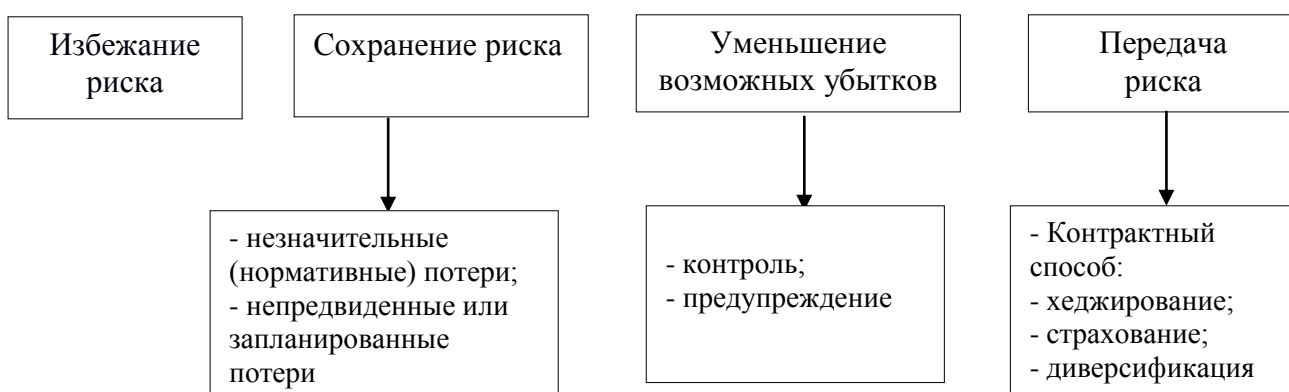 Избежание
риска
Сохранение риска
Уменьшение
возможных убытков
Передача
риска
- незначительные
(нормативные) потери;
- непредвиденные или
запланированные
потери
- контроль;
- предупреждение
- Контрактный
способ:
- хеджирование;
- страхование;
- диверсификация